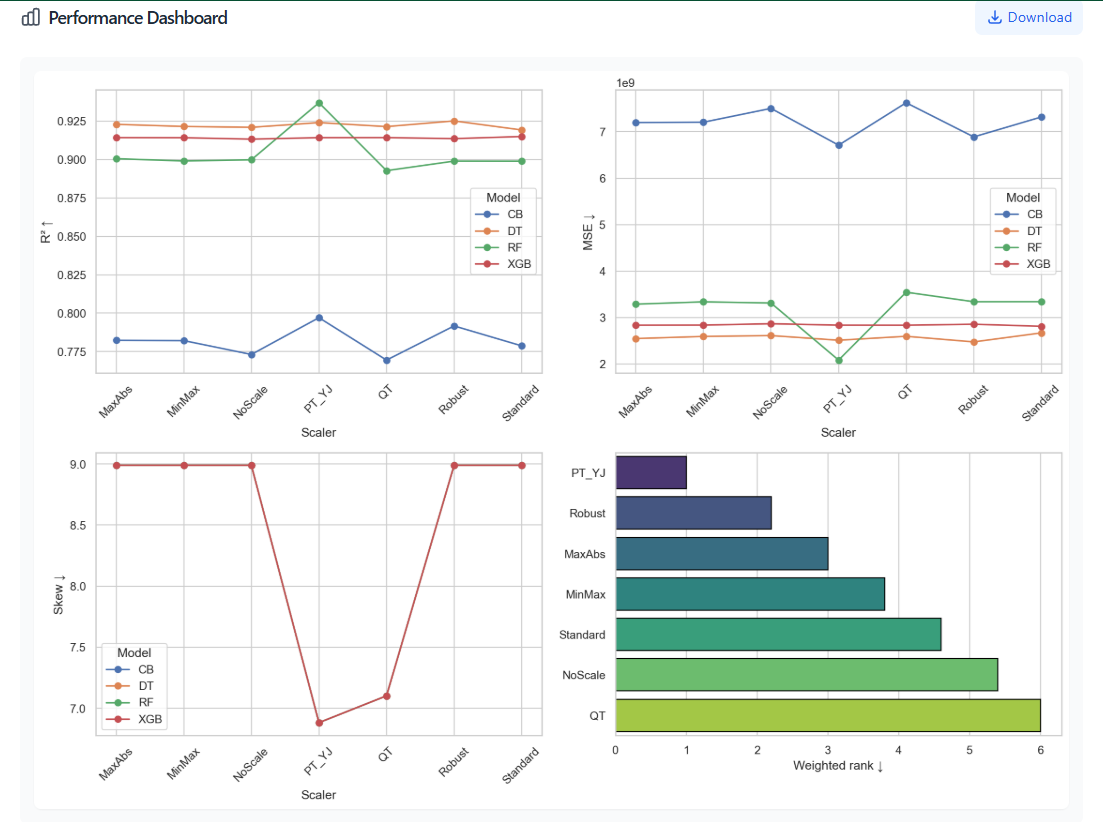 Performance Dashboard
Download
0.925
0.900
0.875
0.850
0.825
0.800
0.775
R² ↑
Model
CB
DT
RF
XGB
MaxAbs
MinMax
NoScale
PT_YJ
QT
Robust
Standard
Scaler
1e9
7
6
5
4
3
2
MSE ↓
Model
CB
DT
RF
XGB
MaxAbs
MinMax
NoScale
PT_YJ
QT
Robust
Standard
Scaler
9.0
8.5
8.0
7.5
7.0
Skew ↓
Model
CB
DT
RF
XGB
MaxAbs
MinMax
NoScale
PT_YJ
QT
Robust
Standard
Scaler
PT_YJ
Robust
MaxAbs
MinMax
Standard
NoScale
QT
0 1 2 3 4 5 6
Weighted rank ↓